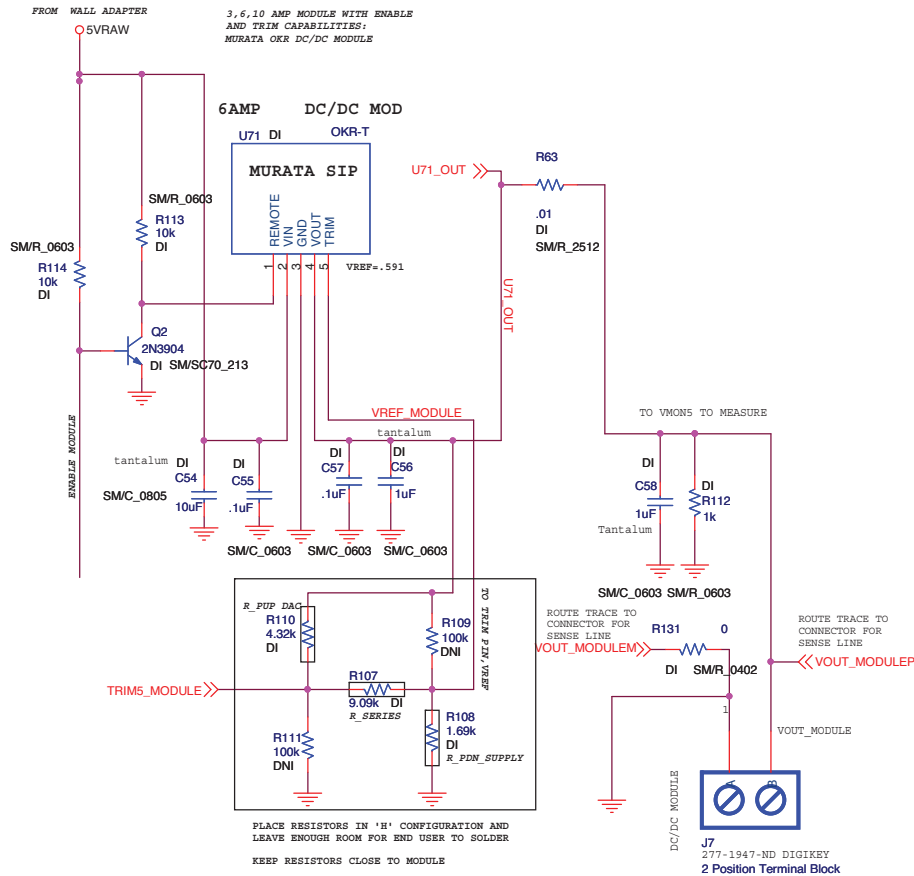 FROM WALL ADAPTER
5VRAW
3,6,10 AMP MODULE WITH ENABLE
AND TRIM CAPABILITIES:
MURATA OKR DC/DC MODULE
6AMP DC/DC MOD
U71 DI OKR-T
MURATA SIP
REMOTE
VIN
GND
VOUT
TRIM
1
2
3
4
5
VREF=.591
SM/R_0603
R113
10k
DI
SM/R_0603
R114
10k
DI
Q2
2N3904
DI SM/SC70_213
ENABLE MODULE
U71_OUT
U71_OUT
R63
.01
DI
SM/R_2512
VREF_MODULE
tantalum
tantalum
DI
C54
10uF
SM/C_0805
DI
C55
.1uF
SM/C_0603
DI
C57
.1uF
SM/C_0603
DI
C56
1uF
SM/C_0603
TO VMON5 TO MEASURE
DI
C58
1uF
Tantalum
SM/C_0603
DI
R112
1k
SM/R_0603
R_PUP DAC
R110
4.32k
DI
R109
100k
DNI
TO TRIM PIN,VREF
TRIM5_MODULE
R107
9.09k DI
R_SERIES
R111
100k
DNI
R108
1.69k
DI
R_PDN_SUPPLY
PLACE RESISTORS IN 'H' CONFIGURATION AND
LEAVE ENOUGH ROOM FOR END USER TO SOLDER
KEEP RESISTORS CLOSE TO MODULE
ROUTE TRACE TO
CONNECTOR FOR
SENSE LINE
VOUT_MODULEM
R131 0
DI SM/R_0402
ROUTE TRACE TO
CONNECTOR FOR
SENSE LINE
VOUT_MODULEP
1
VOUT_MODULE
DC/DC MODULE
A
B
J7
277-1947-ND DIGIKEY
2 Position Terminal Block